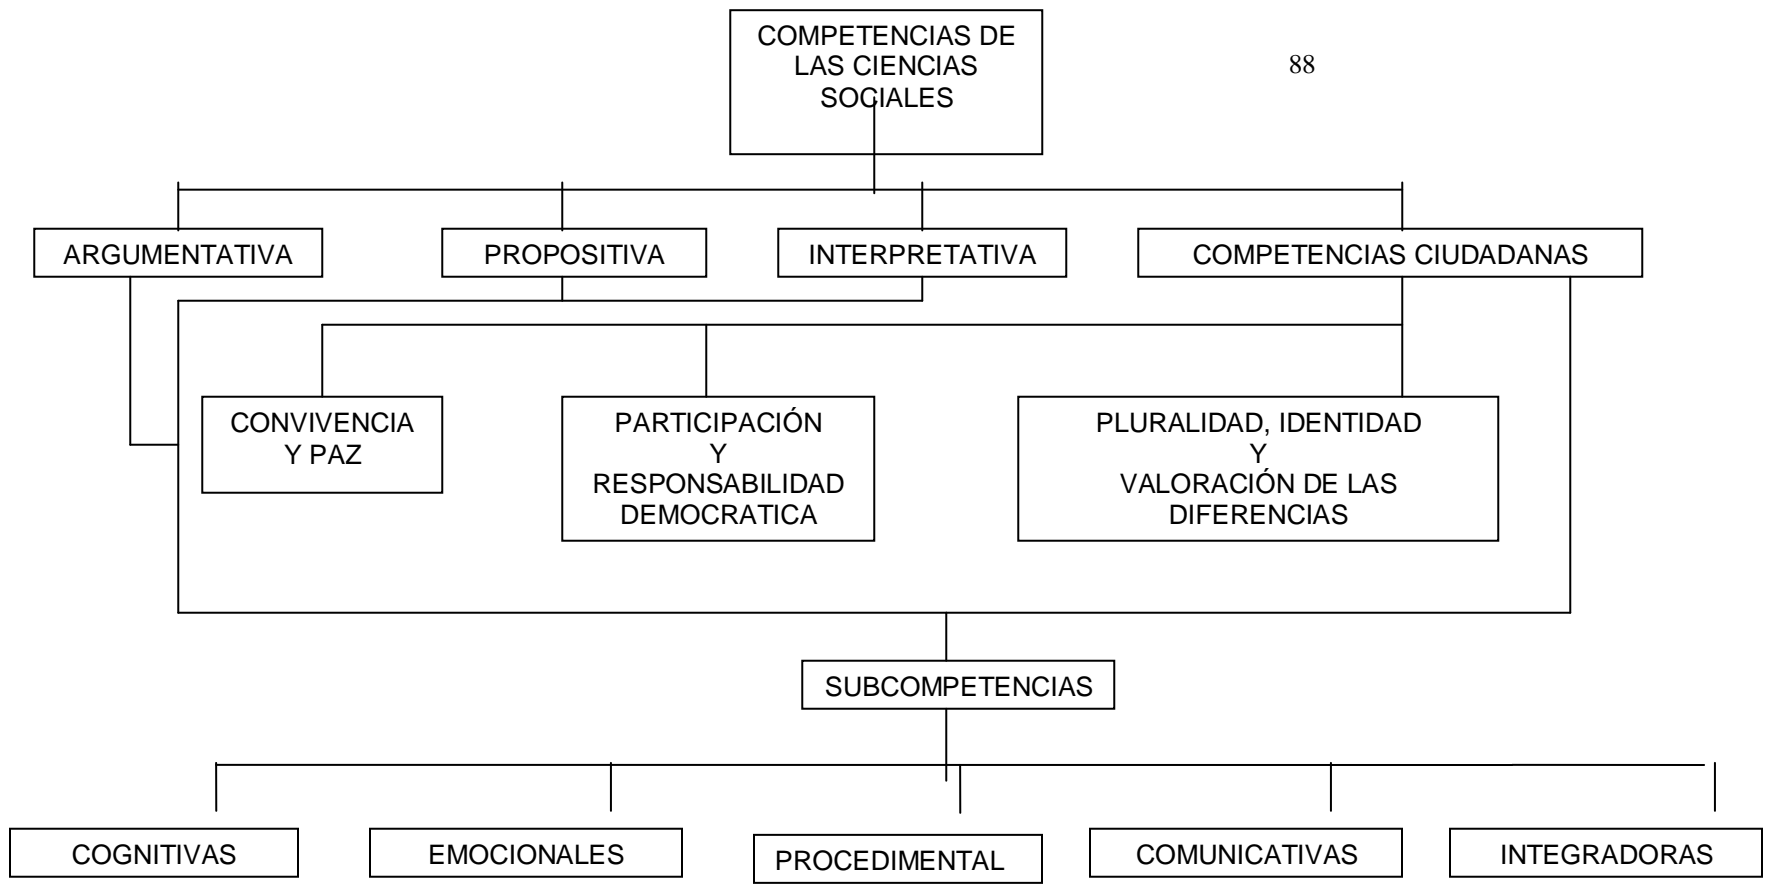 COMPETENCIAS DE
LAS CIENCIAS
SOCIALES
88
ARGUMENTATIVA
PROPOSITIVA
INTERPRETATIVA
COMPETENCIAS CIUDADANAS
CONVIVENCIA
Y PAZ
PARTICIPACIÓN
Y
RESPONSABILIDAD
DEMOCRATICA
PLURALIDAD, IDENTIDAD
Y
VALORACIÓN DE LAS
DIFERENCIAS
SUBCOMPETENCIAS
COGNITIVAS
EMOCIONALES
PROCEDIMENTAL
COMUNICATIVAS
INTEGRADORAS